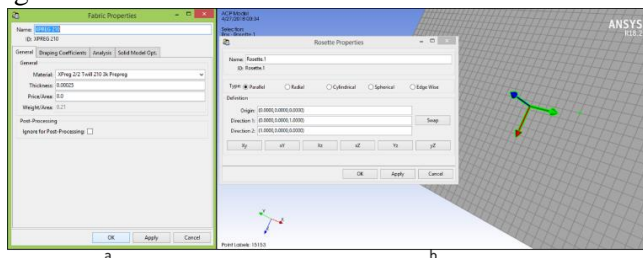 Fabric Properties
Name: XPREG-210
ID: XPREG 210
General Draping Coefficients Analysis Solid Model Opt.
General
Material: XPreg 2/2 Twill 210 3k Prepreg
Thickness: 0.00025
Price/Area: 0.0
Weight/Area: 0.21
Post-Processing
Ignore for Post-Processing:
OK Apply Cancel
a
ACP Model
Selection:
Rosette Properties
Name: Rosette.1
ID: Rosette.1
Type: Parallel Radial Cylindrical Spherical Edge Wise
Definition
Origin: (0.0000,0.0000,0.0000)
Direction 1: (0.0000,0.0000,1.0000)
Direction 2: (1.0000,0.0000,0.0000)
Swap
OK Apply Cancel
ANSYS
R18.2
b